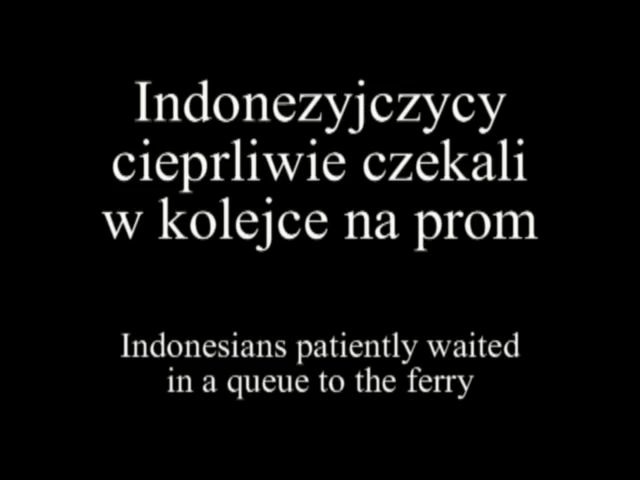 Indonezyjczycy
cieprliwie czekali
w kolejce na prom
Indonesians patiently waited
in a queue to the ferry